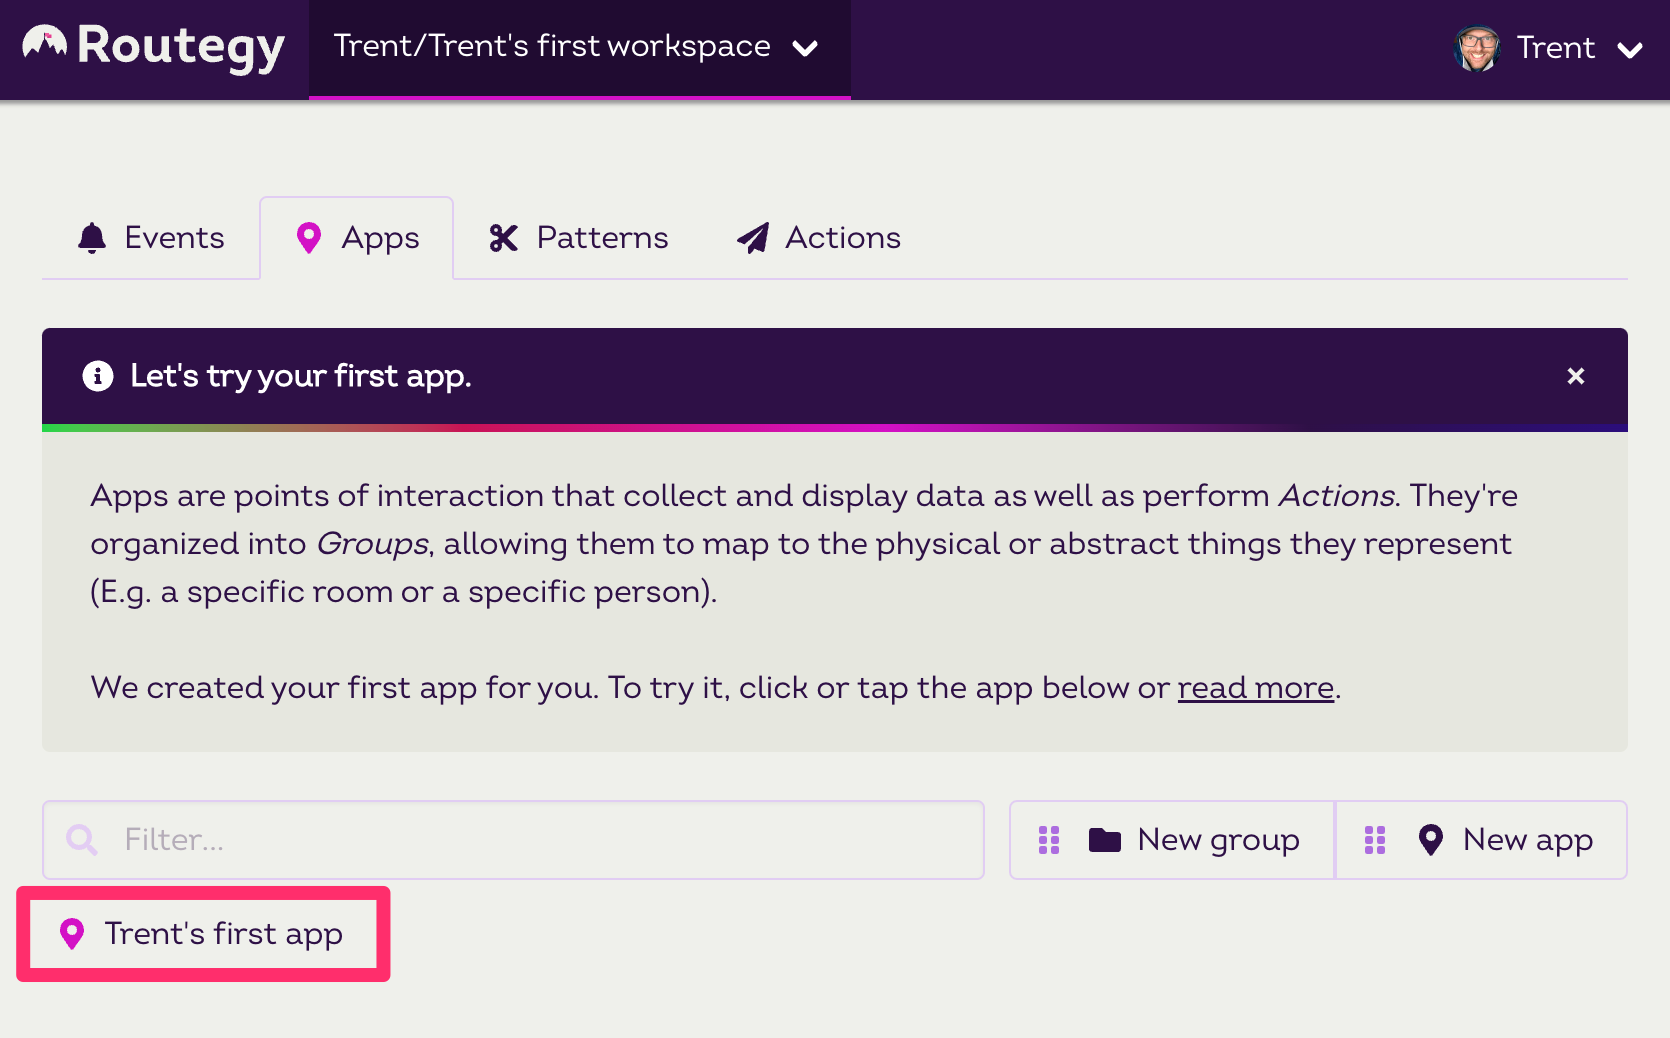 Routegy
Trent/Trent's first workspace
Trent
Events
Apps
Patterns
Actions
Let's try your first app.
Apps are points of interaction that collect and display data as well as perform Actions. They're
organized into Groups, allowing them to map to the physical or abstract things they represent
(E.g. a specific room or a specific person).
We created your first app for you. To try it, click or tap the app below or read more.
Filter...
New group
New app
Trent's first app